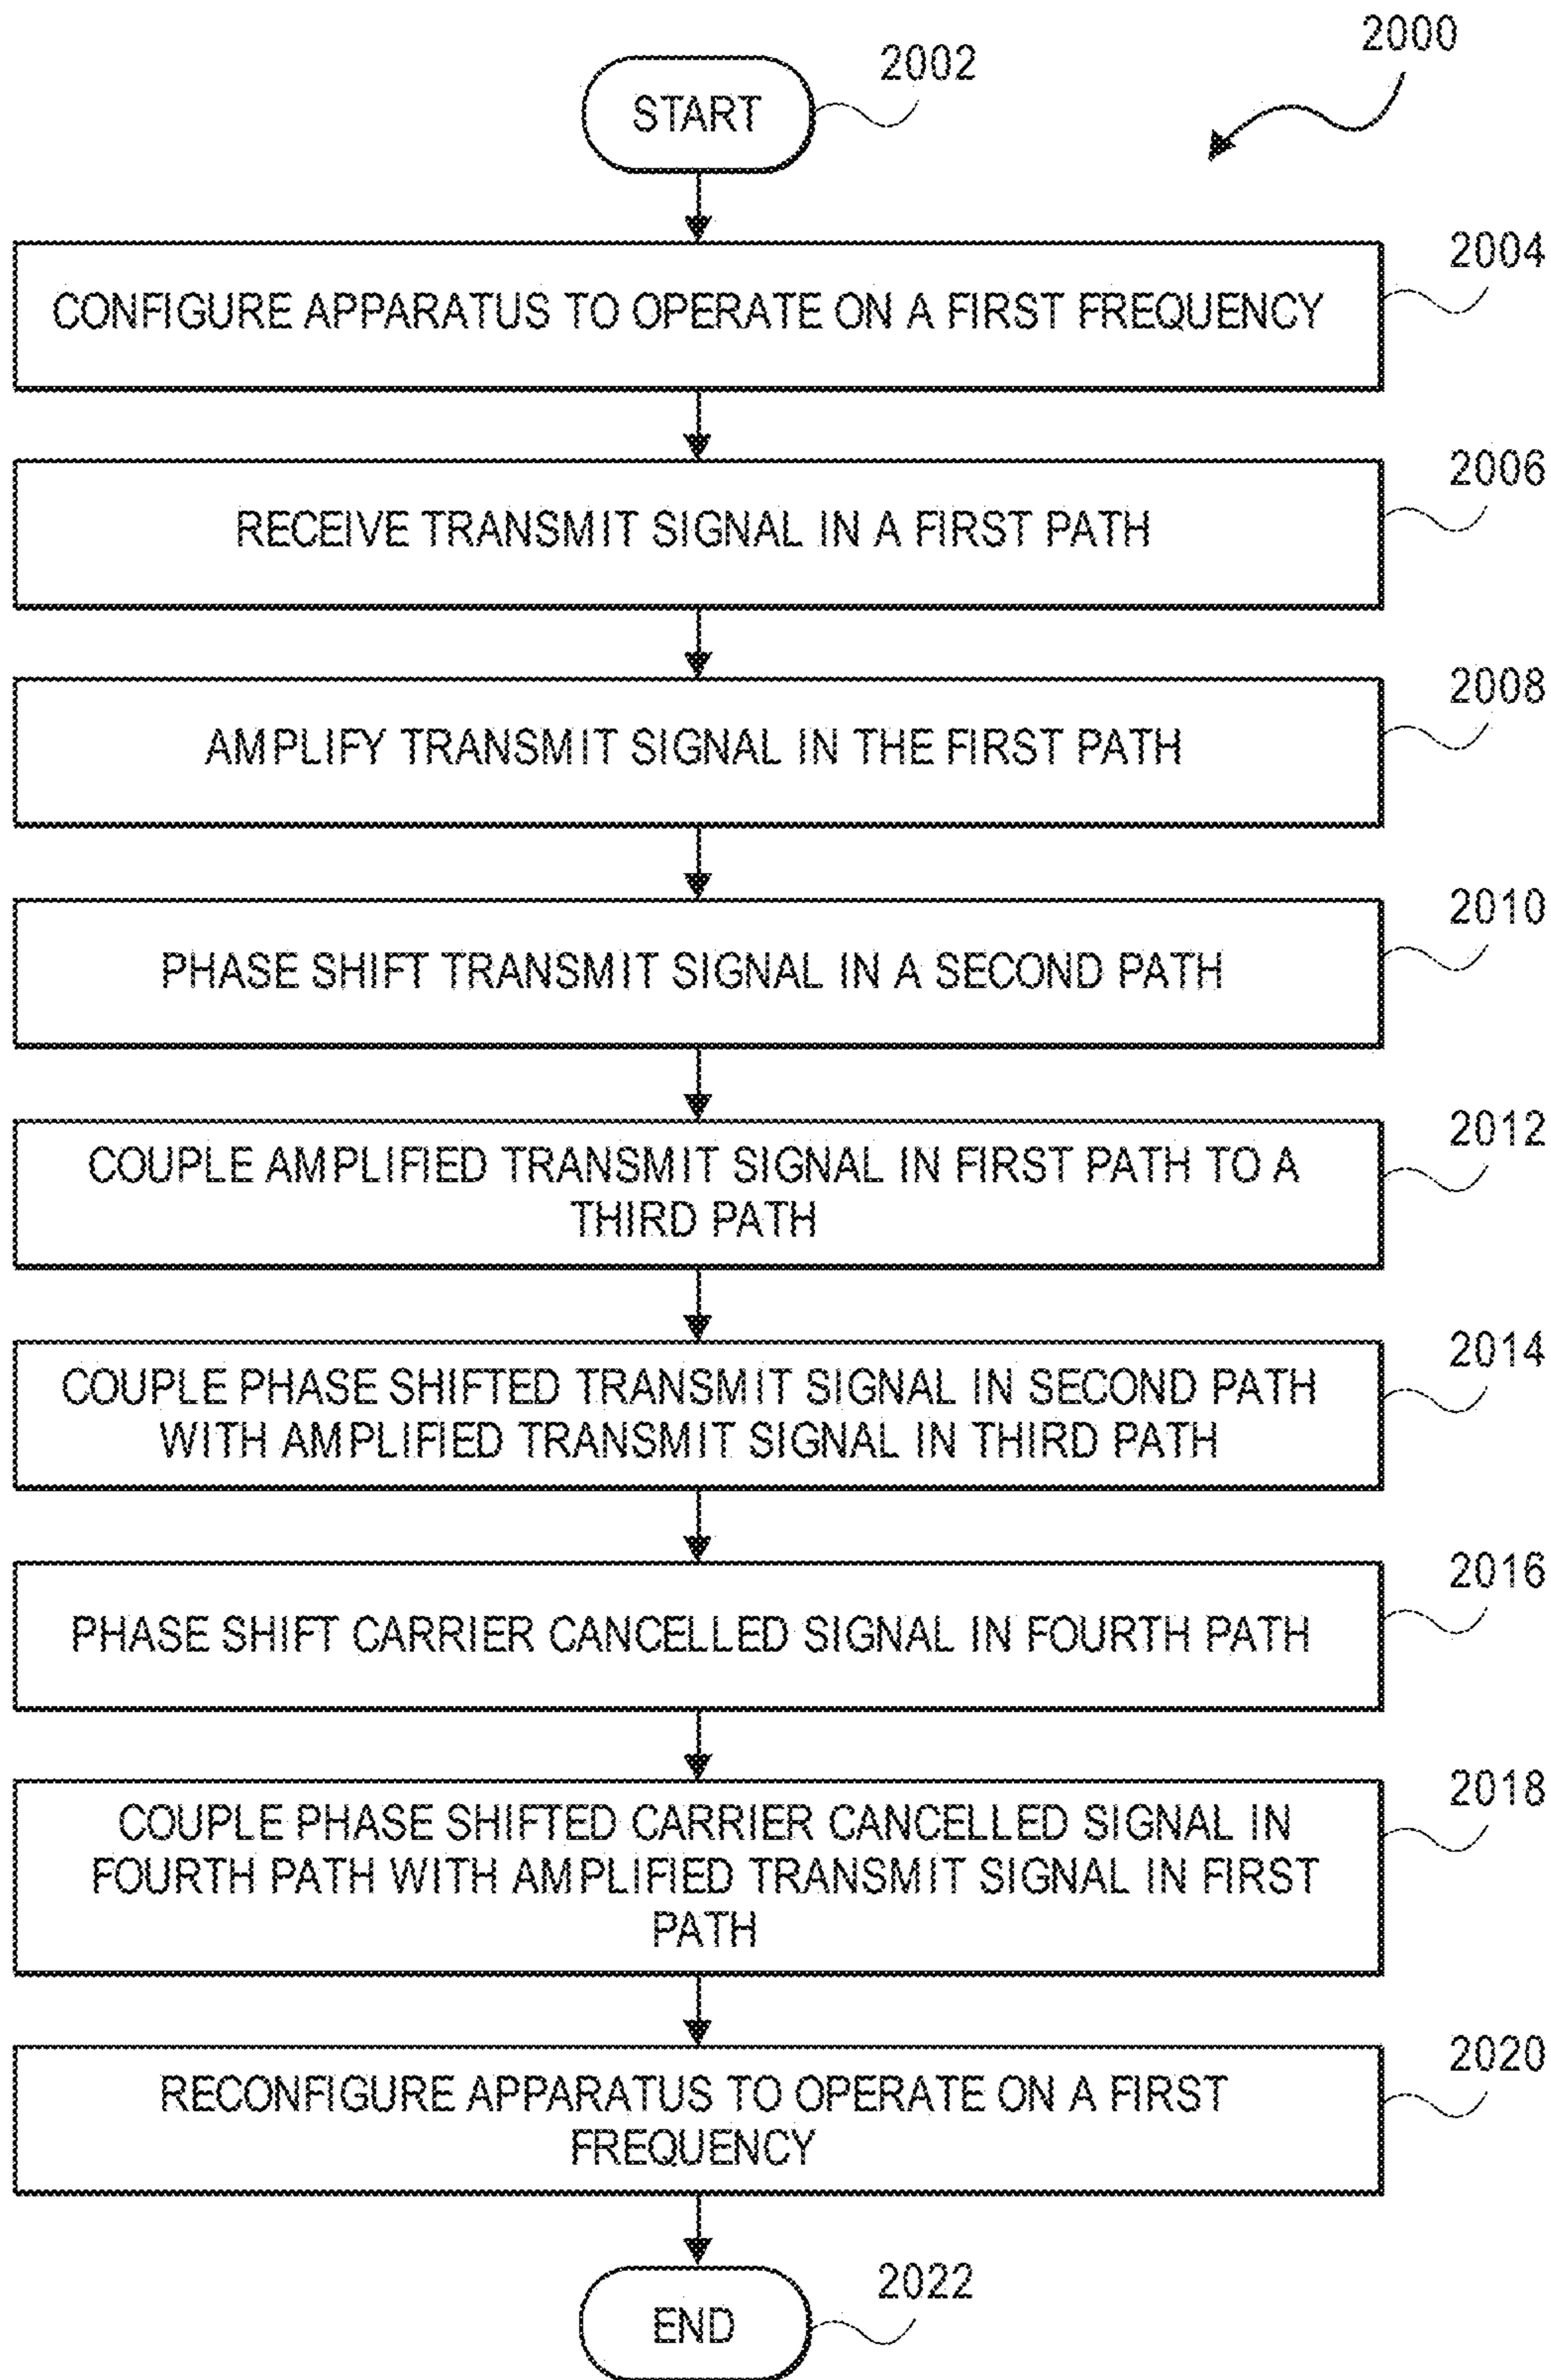 2000
2002
START
2004
CONFIGURE APPARATUS TO OPERATE ON A FIRST FREQUENCY
2006
RECEIVE TRANSMIT SIGNAL IN A FIRST PATH
2008
AMPLIFY TRANSMIT SIGNAL IN THE FIRST PATH
2010
PHASE SHIFT TRANSMIT SIGNAL IN A SECOND PATH
2012
COUPLE AMPLIFIED TRANSMIT SIGNAL IN FIRST PATH TO A
THIRD PATH
2014
COUPLE PHASE SHIFTED TRANSMIT SIGNAL IN SECOND PATH
WITH AMPLIFIED TRANSMIT SIGNAL IN THIRD PATH
2016
PHASE SHIFT CARRIER CANCELLED SIGNAL IN FOURTH PATH
2018
COUPLE PHASE SHIFTED CARRIER CANCELLED SIGNAL IN
FOURTH PATH WITH AMPLIFIED TRANSMIT SIGNAL IN FIRST
PATH
2020
RECONFIGURE APPARATUS TO OPERATE ON A FIRST
FREQUENCY
2022
END